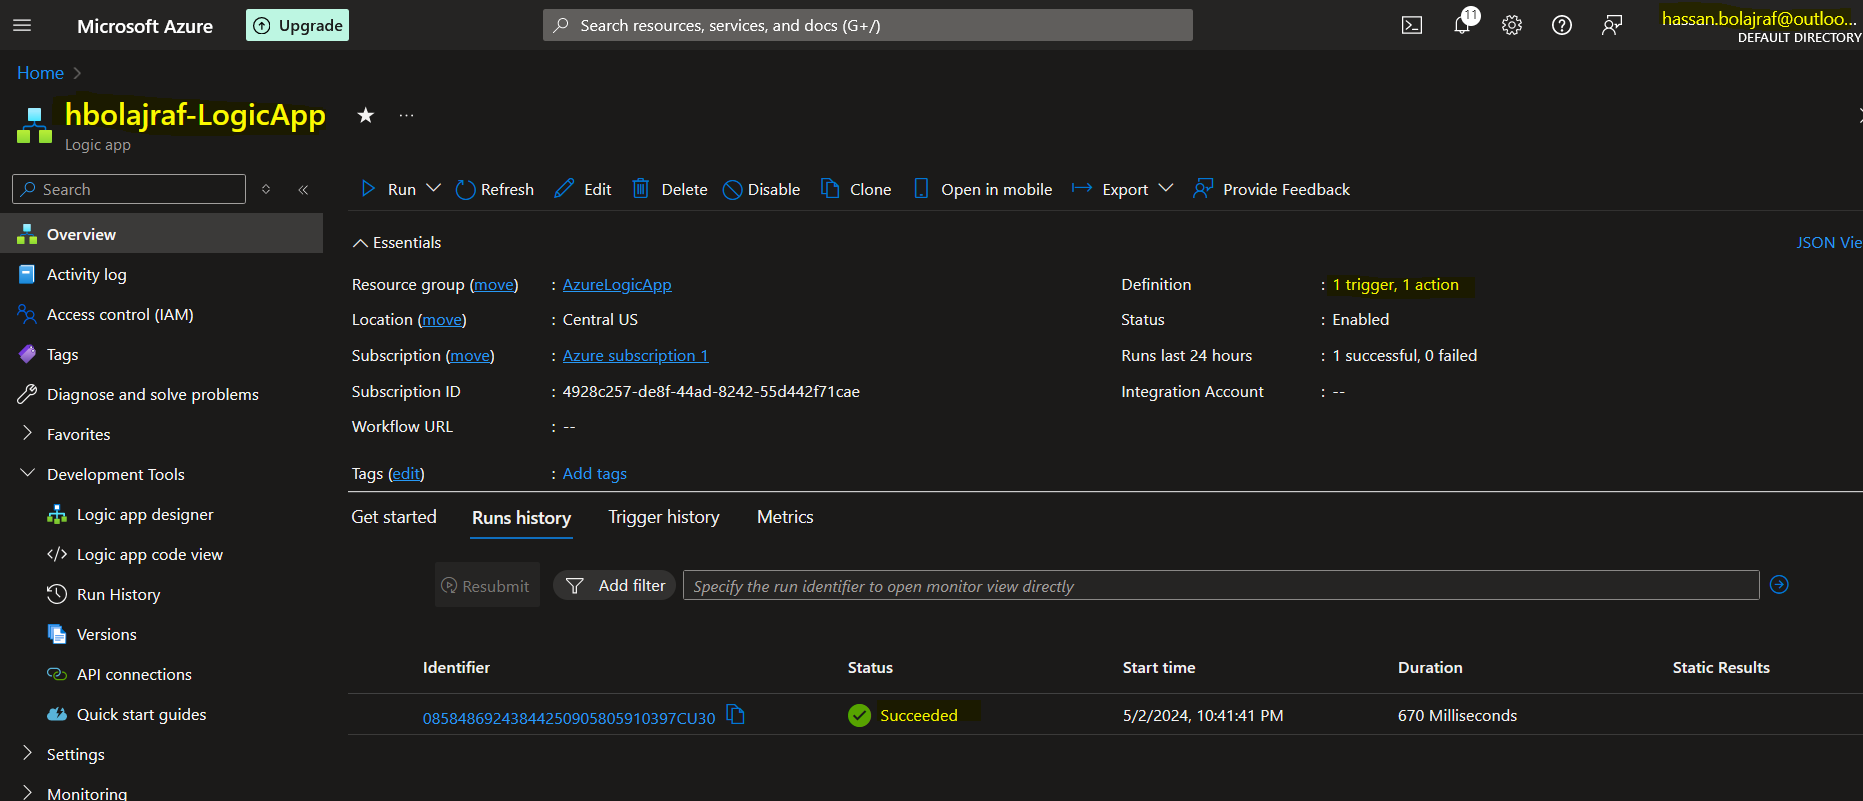 Microsoft Azure
Upgrade
Search resources, services, and docs (G+/)
11
hassan.bolajraf@outloo...
DEFAULT DIRECTORY
Home
hbolajraf-LogicApp
Logic app
Search
Run
Refresh
Edit
Delete
Disable
Clone
Open in mobile
Export
Provide Feedback
Overview
Activity log
Access control (IAM)
Tags
Diagnose and solve problems
Favorites
Development Tools
Logic app designer
Logic app code view
Run History
Versions
API connections
Quick start guides
Settings
Monitoring
Essentials
JSON Vie
Resource group (move) : AzureLogicApp
Location (move) : Central US
Subscription (move) : Azure subscription 1
Subscription ID : 4928c257-de8f-44ad-8242-55d442f71cae
Workflow URL : --
Tags (edit) : Add tags
Definition : 1 trigger, 1 action
Status : Enabled
Runs last 24 hours : 1 successful, 0 failed
Integration Account : --
Get started Runs history Trigger history Metrics
Resubmit Add filter Specify the run identifier to open monitor view directly
Identifier Status Start time Duration Static Results
08584869243844250905805910397CU30 Succeeded 5/2/2024, 10:41:41 PM 670 Milliseconds